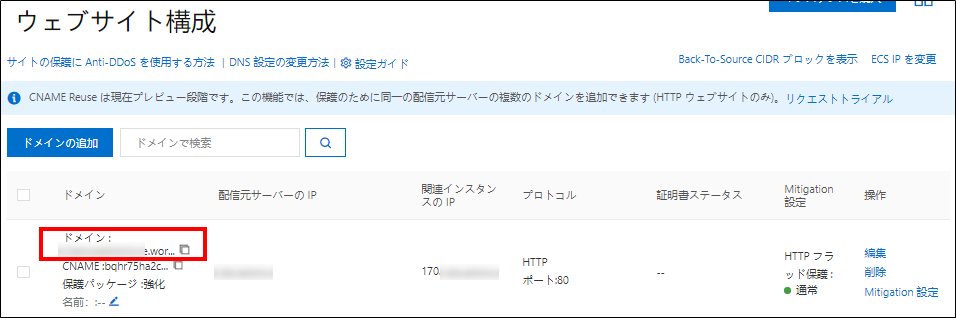 ウェブサイト構成
サイトの保護に Anti-DDoS を使用する方法 | DNS 設定の変更方法 | 設定ガイド
Back-To-Source CIDR ブロックを表示 ECS IP を変更
CNAME Reuse は現在プレビュー段階です。この機能では、保護のために同一の配信元サーバーの複数のドメインを追加できます (HTTP ウェブサイトのみ)。リクエストトライアル
ドメインの追加 ドメインで検索
ドメイン 配信元サーバーの IP 関連インスタンスの IP プロトコル 証明書ステータス Mitigation 設定 操作
ドメイン :
e.wor...
CNAME :bqhr75ha2c...
保護パッケージ :強化
名前: :--
170.
HTTP
ポート:80
--
HTTP フラ
ッド保護 :
通常
編集
削除
Mitigation 設定